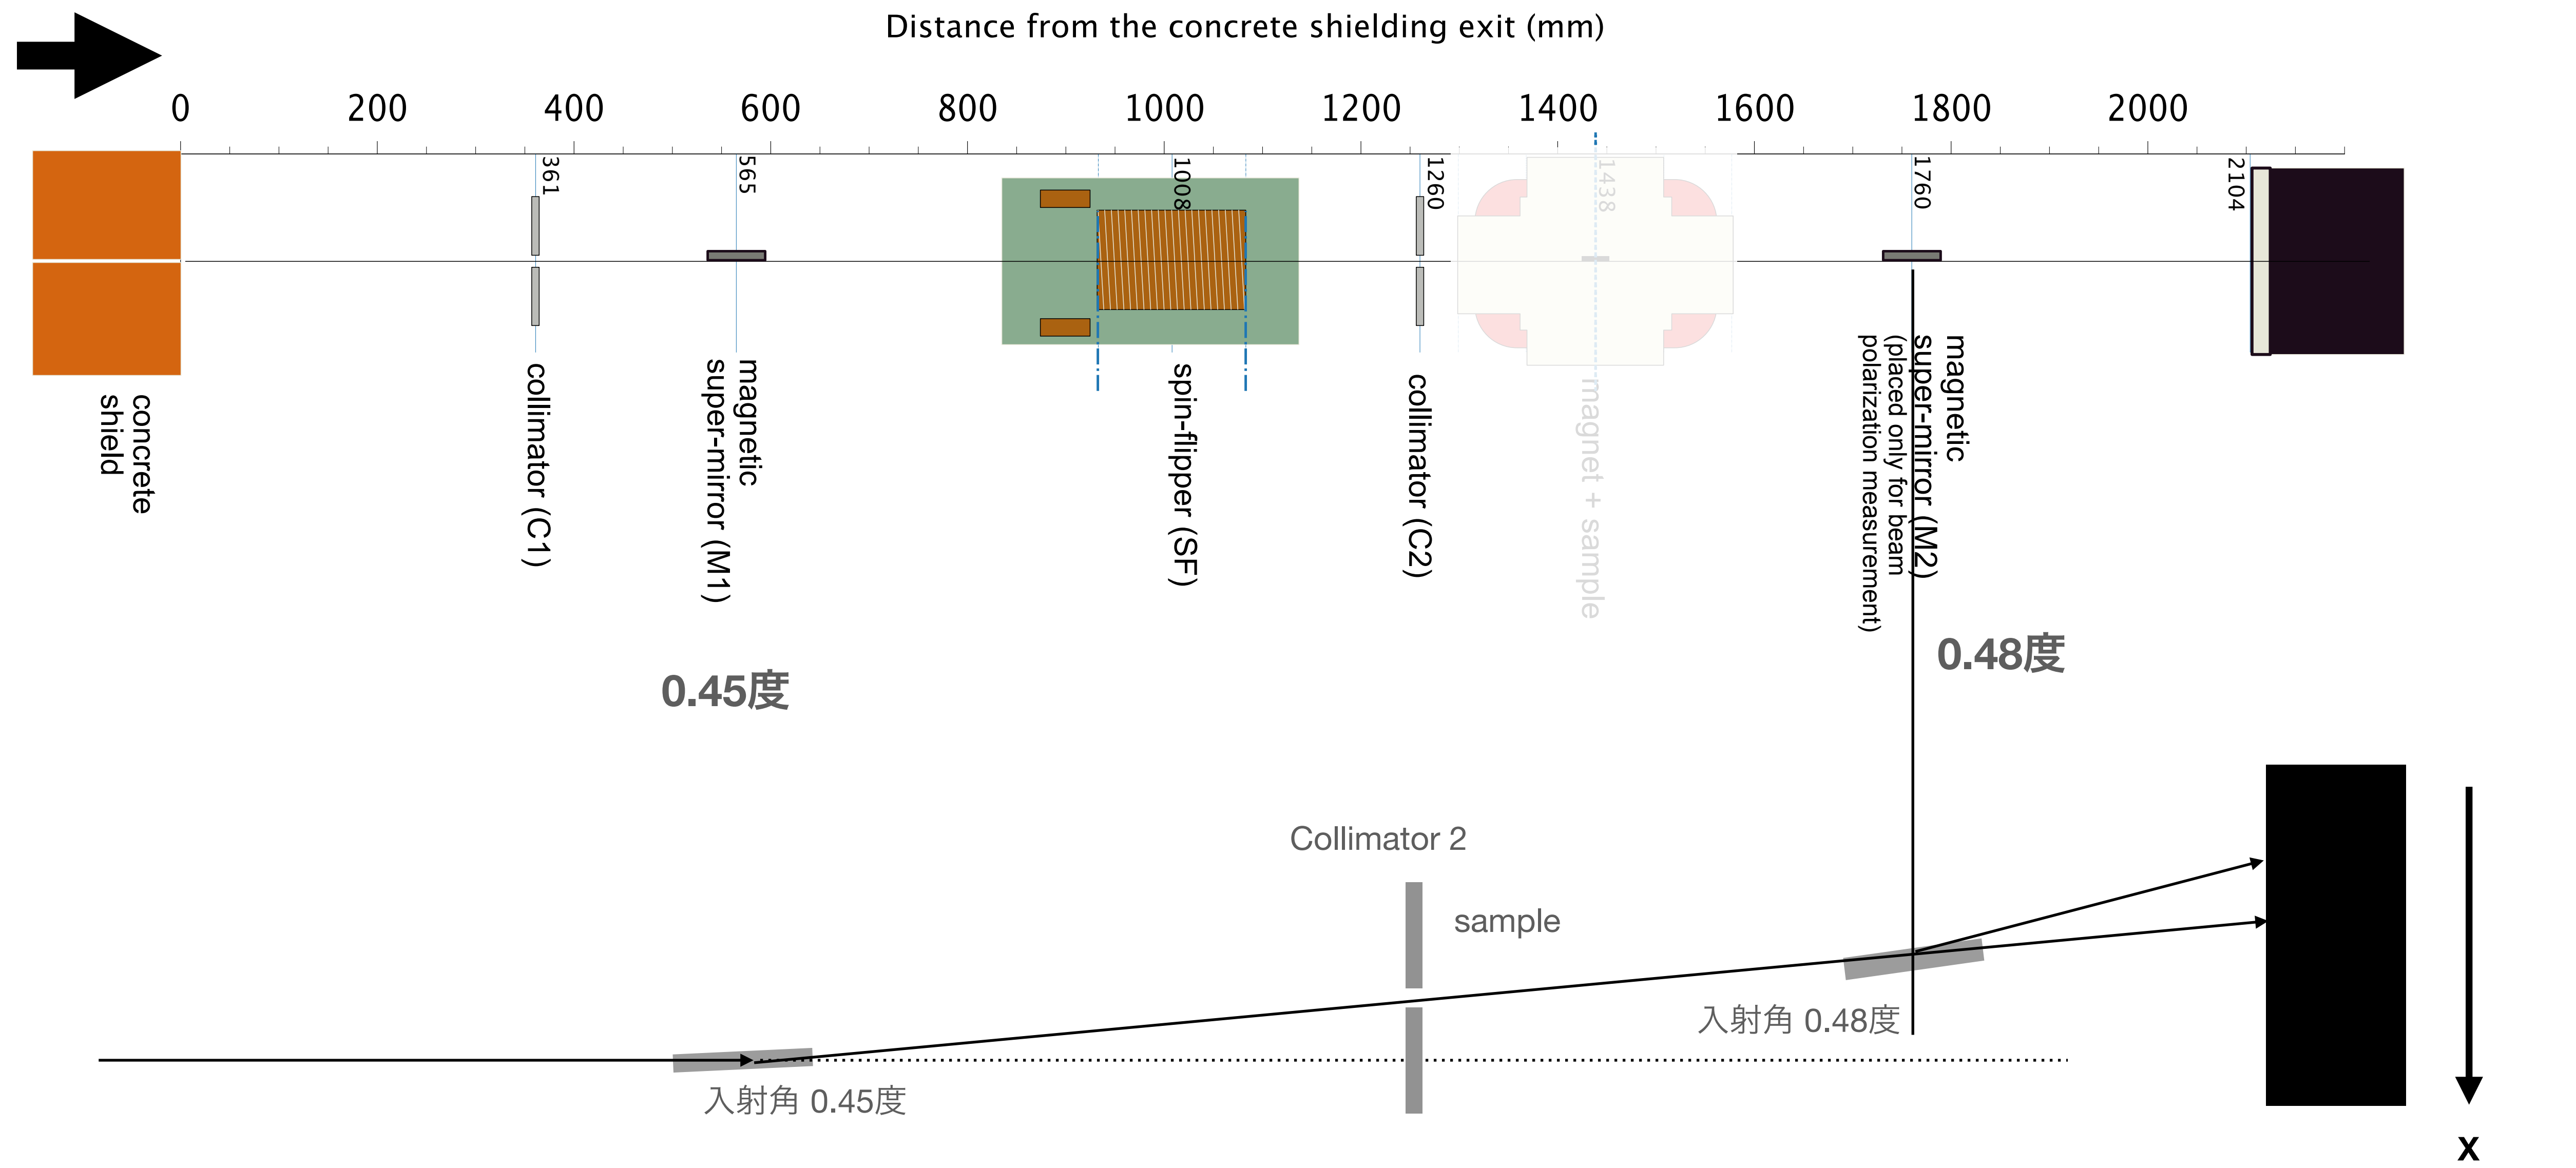 Distance from the concrete shielding exit (mm)
0 200 400 600 800 1000 1200 1400 1600 1800 2000
361
565
1008
1260
1438
1760
2104
concrete
shield
collimator (C1)
magnetic
super-mirror (M1)
spin-flipper (SF)
collimator (C2)
magnet + sample
magnetic
super-mirror (M2)
(placed only for beam
polarization measurement)
0.45度
0.48度
Collimator 2
sample
入射角 0.48度
入射角 0.45度
x